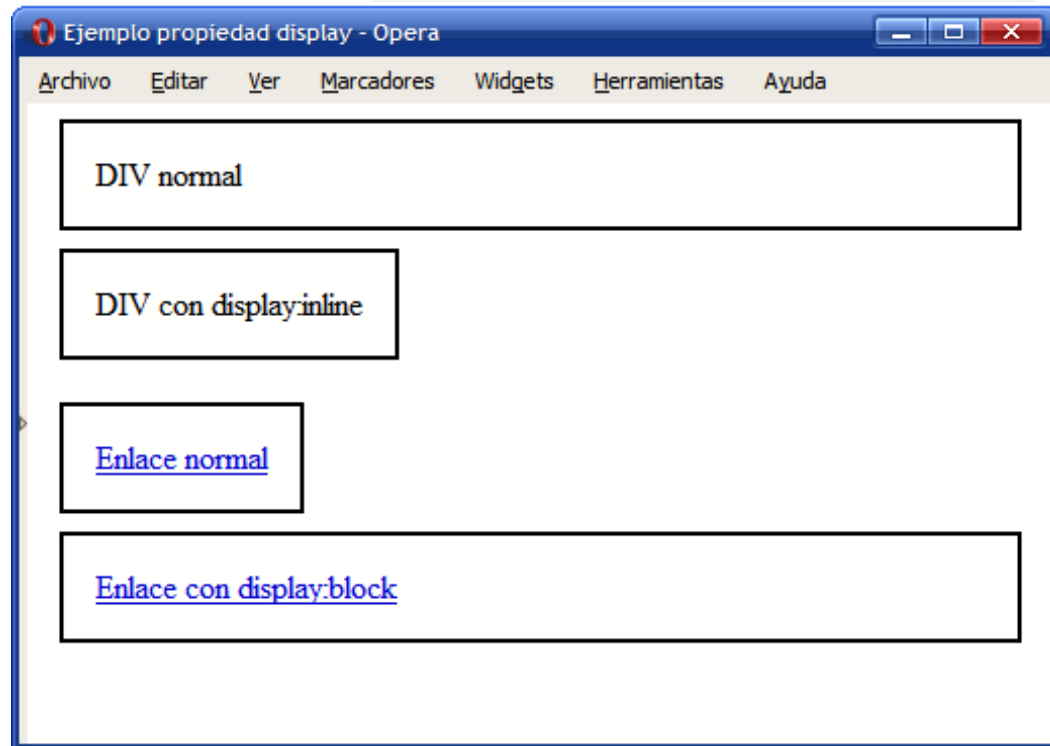 Ejemplo propiedad display - Opera
Archivo Editar Ver Marcadores Widgets Herramientas Ayuda
DIV normal
DIV con display:inline
Enlace normal
Enlace con display:block